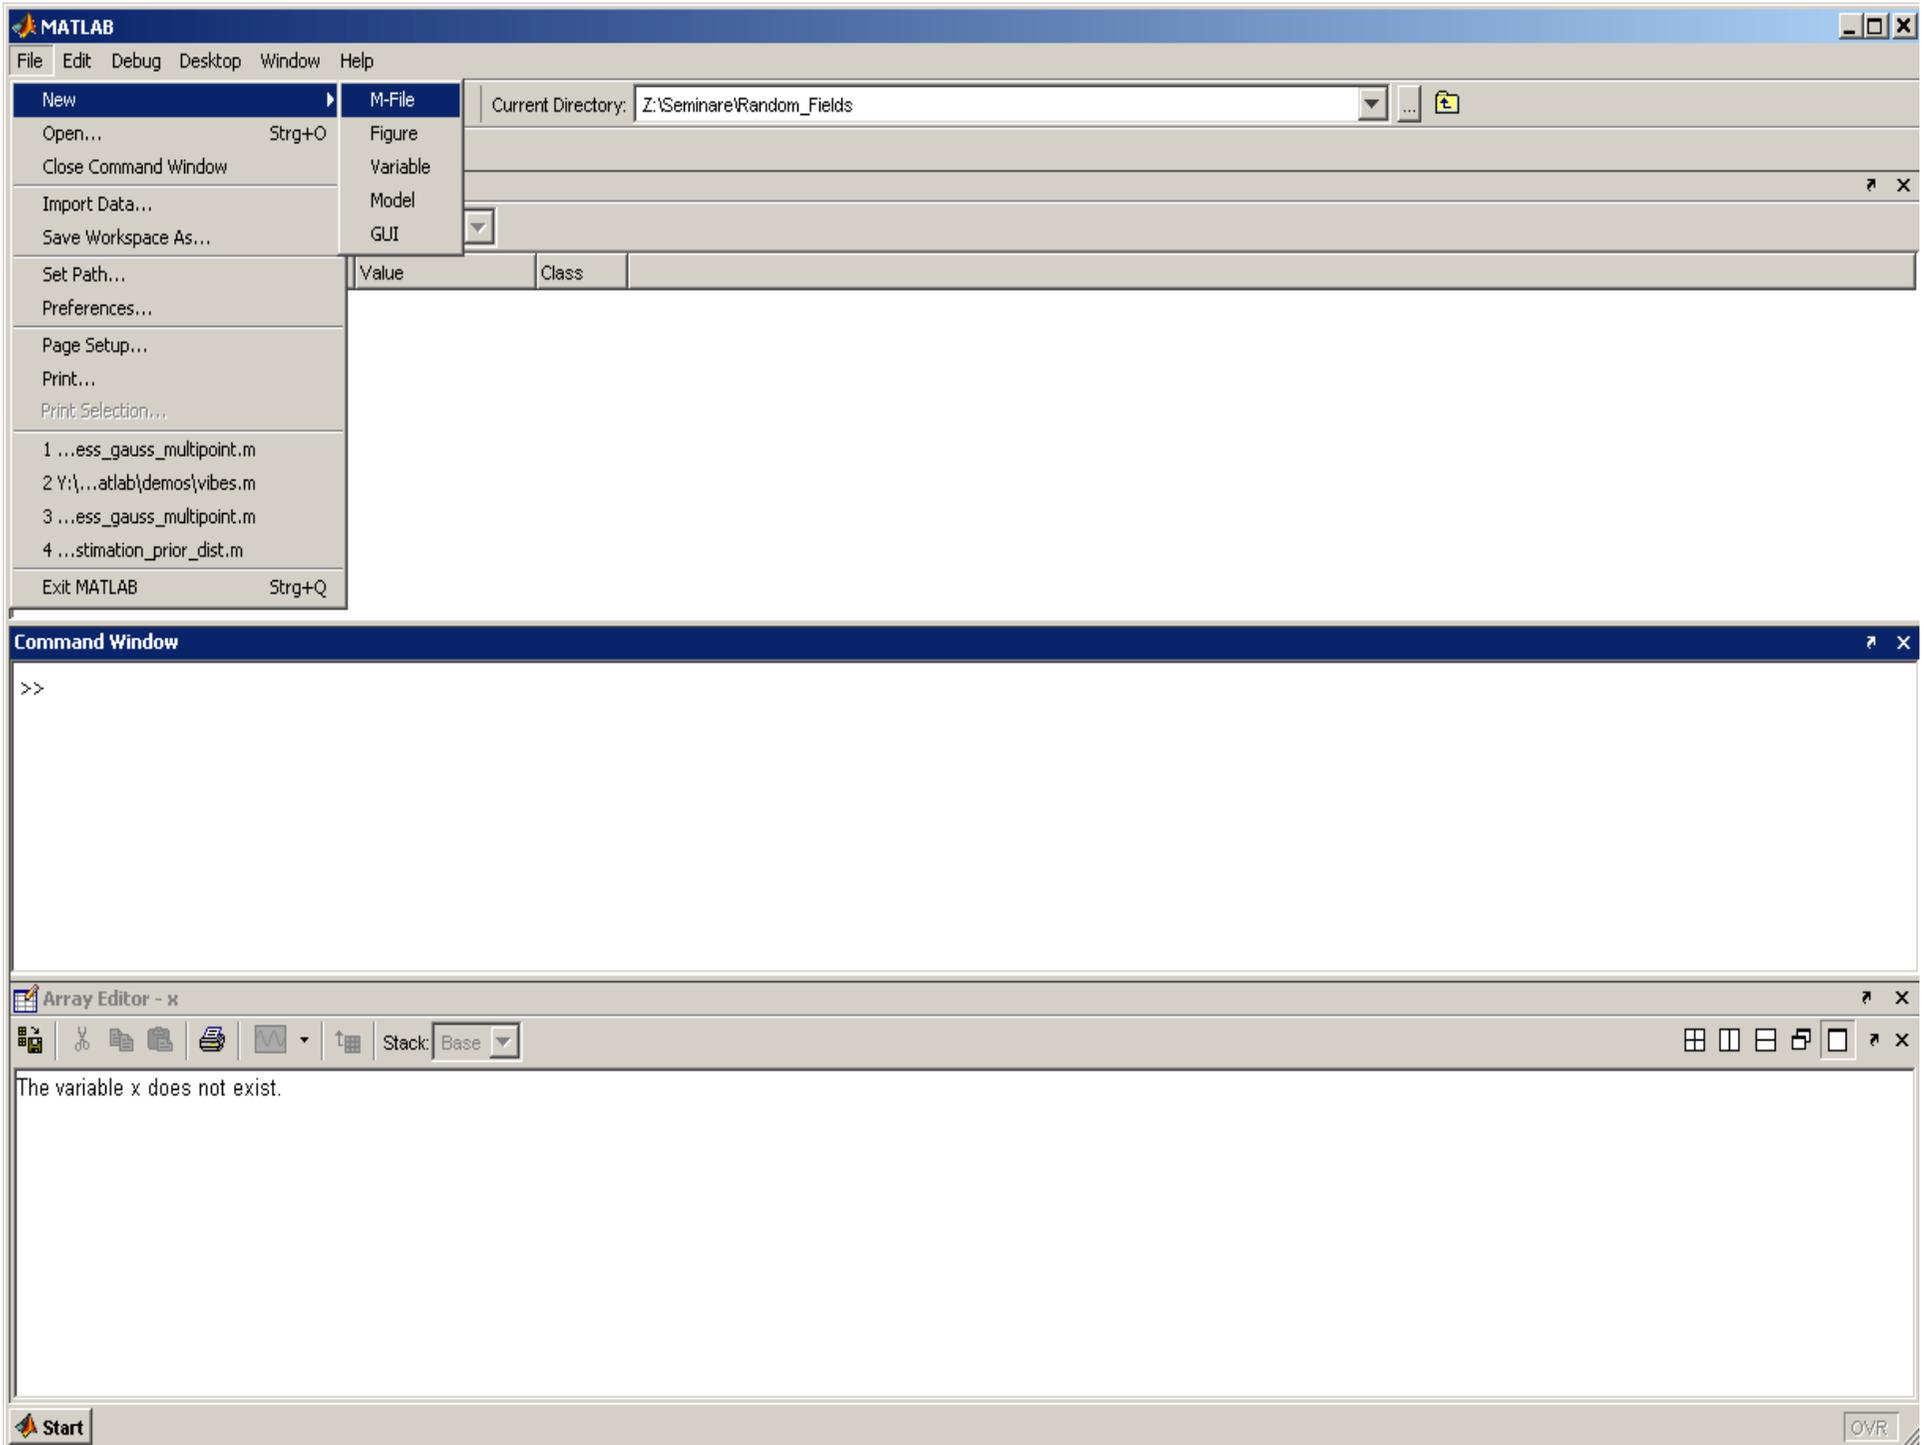 MATLAB
File Edit Debug Desktop Window Help
New M-File
Current Directory: Z:\Seminare\Random_Fields ...
Open... Strg+O Figure
Close Command Window Variable
Import Data... Model
Save Workspace As... GUI
Set Path... Value Class
Preferences...
Page Setup...
Print...
Print Selection...
1 ...ess_gauss_multipoint.m
2 Y:\...atlab\demos\vibes.m
3 ...ess_gauss_multipoint.m
4 ...stimation_prior_dist.m
Exit MATLAB Strg+Q
Command Window
>>
Array Editor - x
Stack: Base
The variable x does not exist.
Start OVR